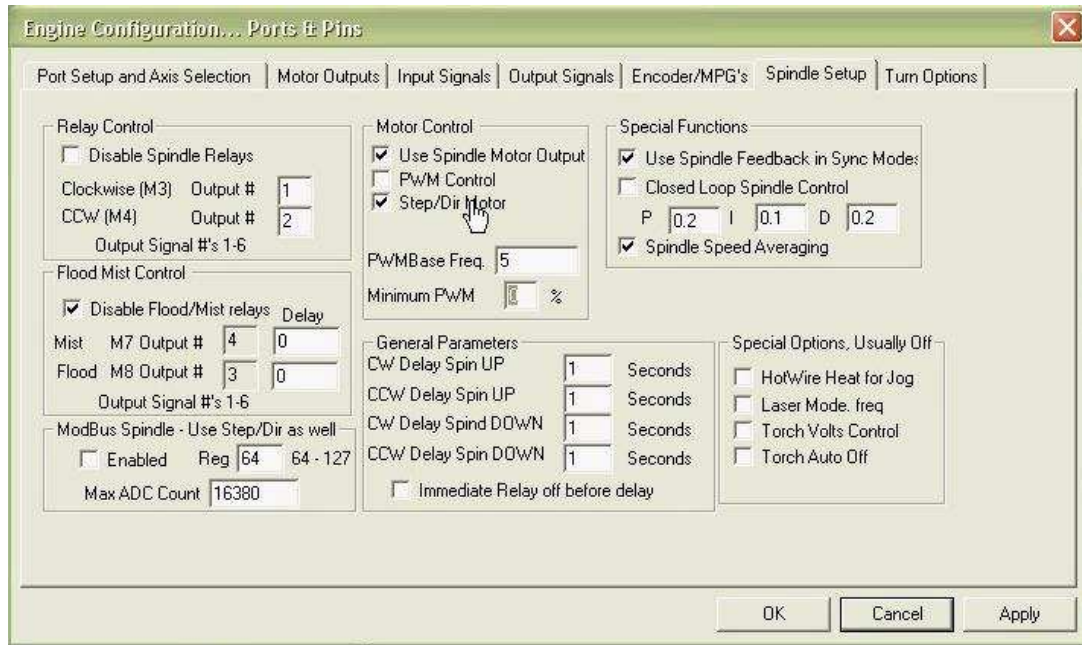 Engine Configuration... Ports & Pins
Port Setup and Axis Selection
Motor Outputs
Input Signals
Output Signals
Encoder/MPG's
Spindle Setup
Turn Options
Relay Control
Disable Spindle Relays
Clockwise (M3) Output # 1
CCW (M4) Output # 2
Output Signal #'s 1-6
Flood Mist Control
Disable Flood/Mist relays Delay
Mist M7 Output # 4 0
Flood M8 Output # 3 0
Output Signal #'s 1-6
ModBus Spindle - Use Step/Dir as well
Enabled Reg 64 64 - 127
Max ADC Count 16380
Motor Control
Use Spindle Motor Output
PWM Control
Step/Dir Motor
PWMBase Freq. 5
Minimum PWM %
General Parameters
CW Delay Spin UP 1 Seconds
CCW Delay Spin UP 1 Seconds
CW Delay Spind DOWN 1 Seconds
CCW Delay Spin DOWN 1 Seconds
Immediate Relay off before delay
Special Functions
Use Spindle Feedback in Sync Modes
Closed Loop Spindle Control
P 0.2 I 0.1 D 0.2
Spindle Speed Averaging
Special Options, Usually Off
HotWire Heat for Jog
Laser Mode. freq
Torch Volts Control
Torch Auto Off
OK
Cancel
Apply